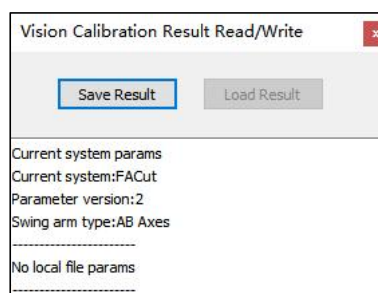 Vision Calibration Result Read/Write
Save Result Load Result
Current system params
Current system:FACut
Parameter version:2
Swing arm type:AB Axes
-----------------------
No local file params
-----------------------